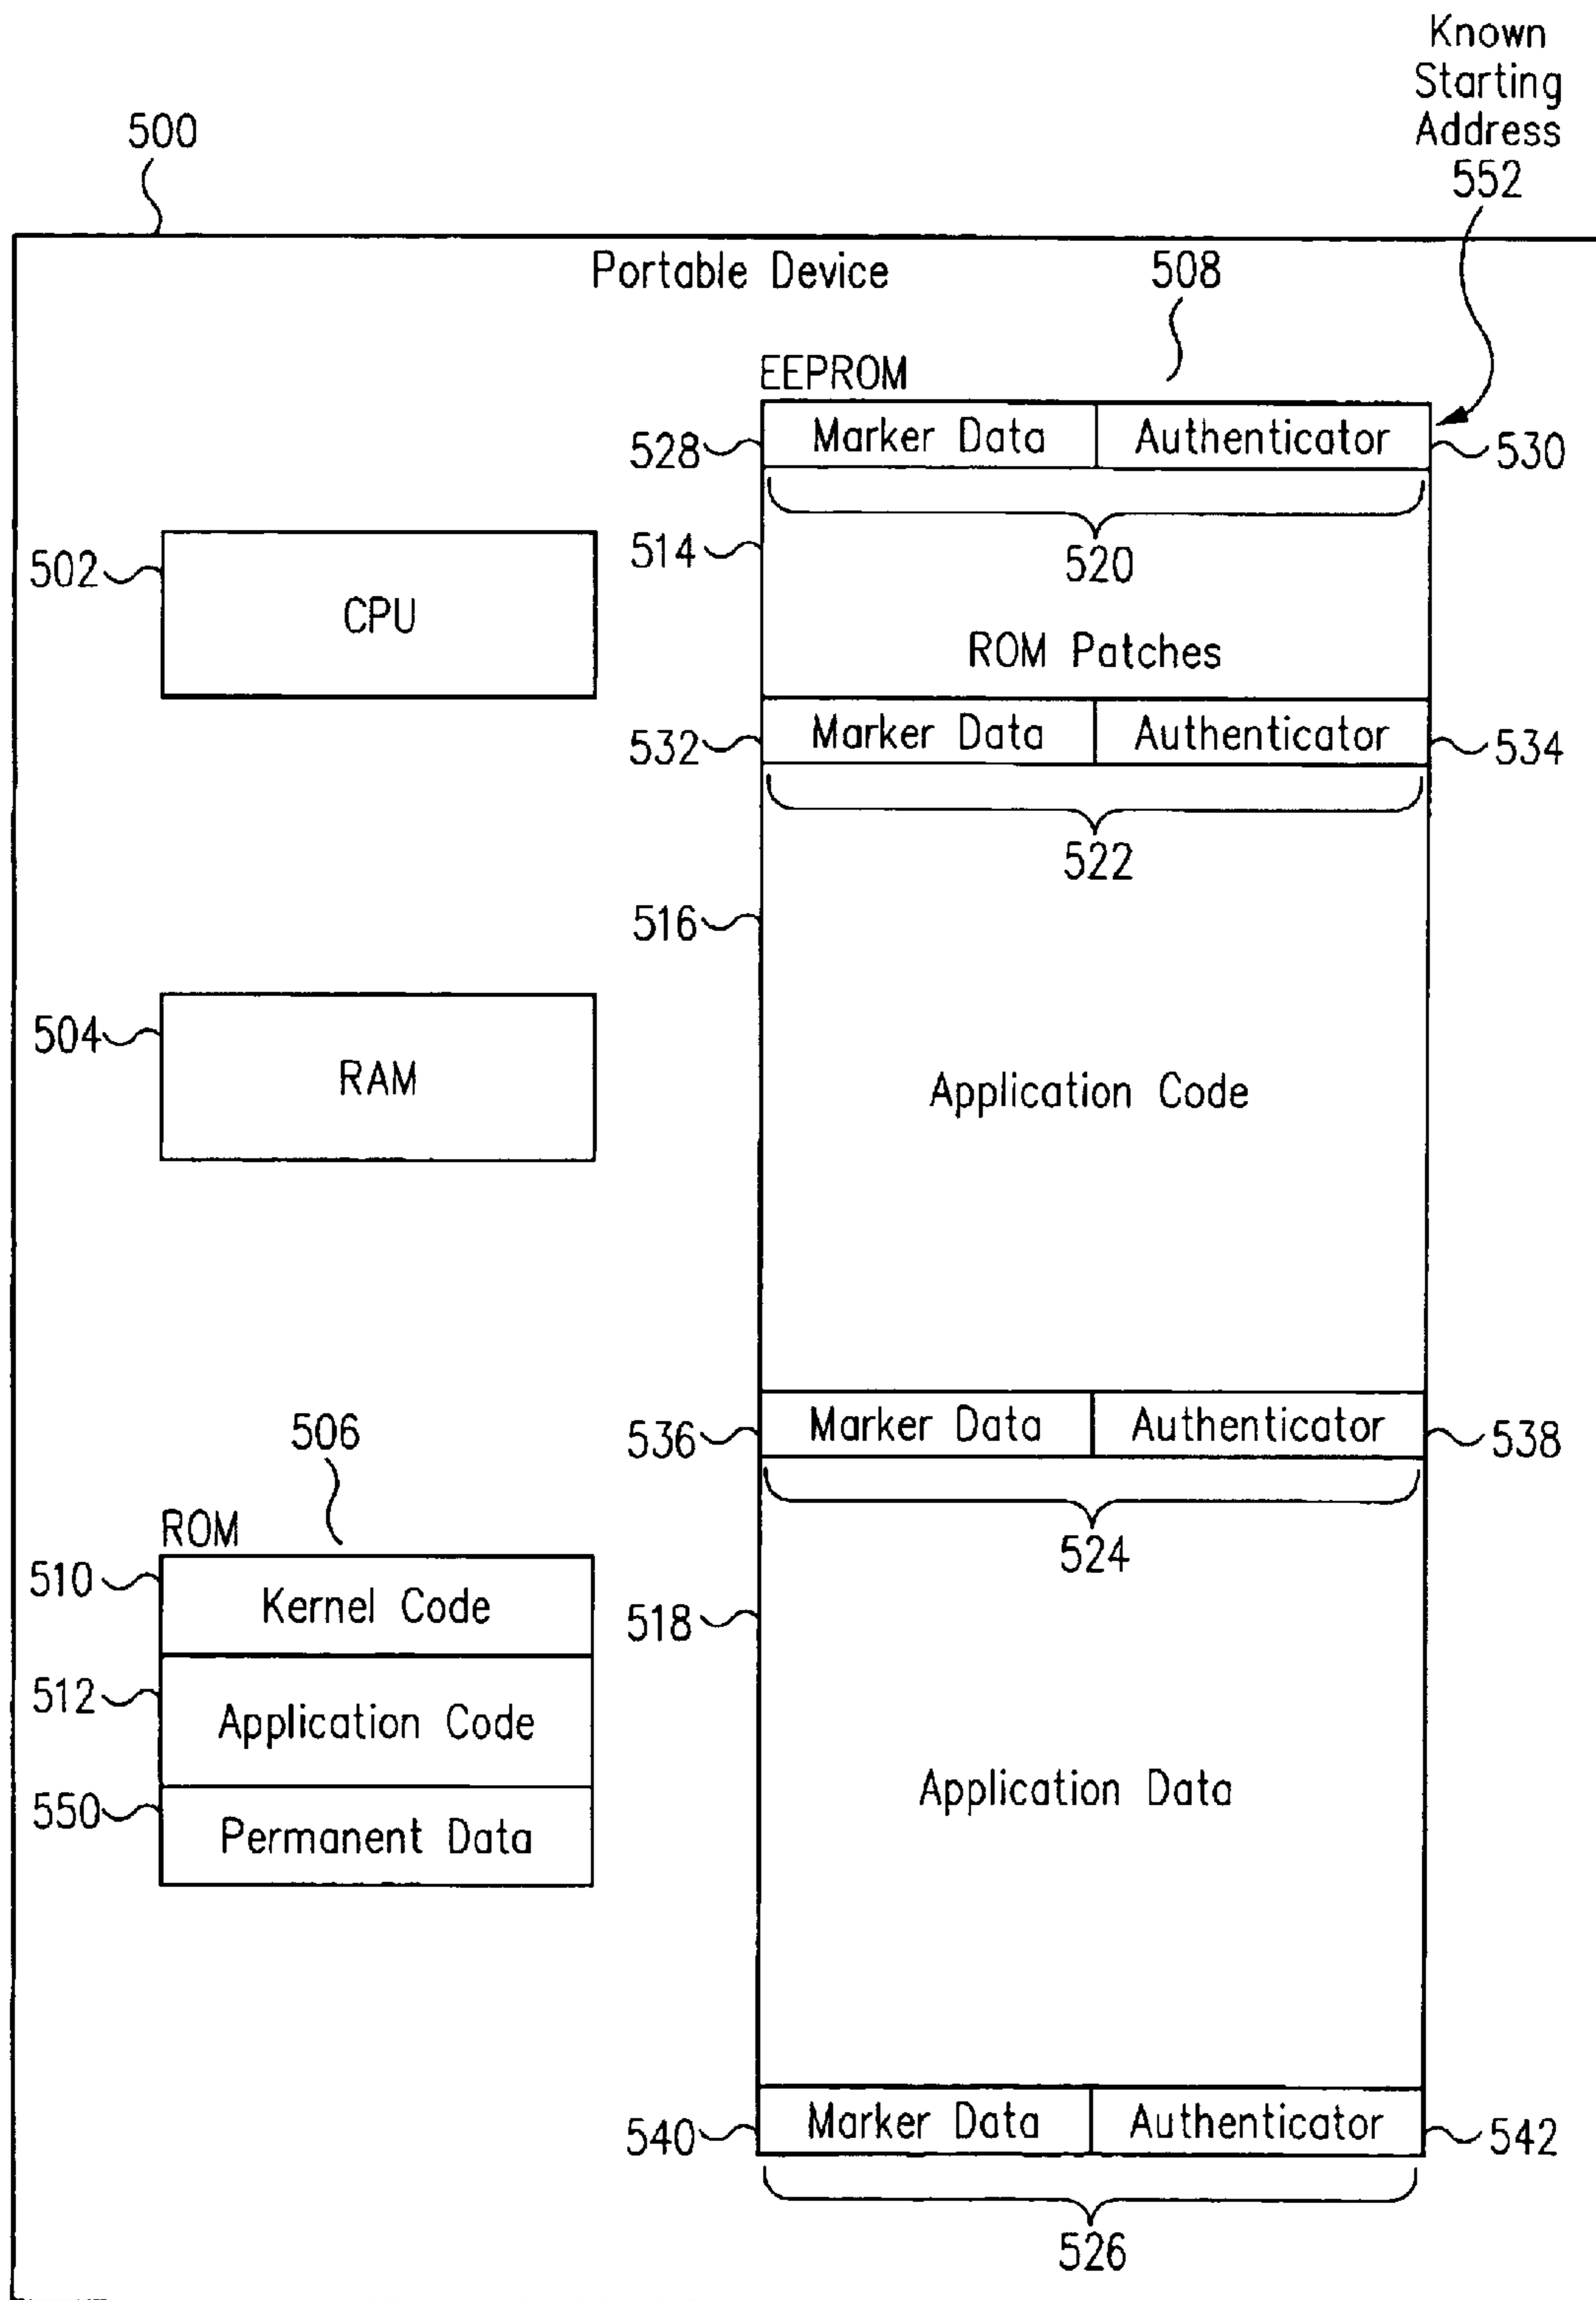 Known
Starting
Address
552
500
Portable Device
508
EEPROM
528
Marker Data
Authenticator
530
520
514
502
CPU
ROM Patches
532
Marker Data
Authenticator
534
522
516
504
RAM
Application Code
536
Marker Data
Authenticator
538
524
506
ROM
510
Kernel Code
518
512
Application Code
Application Data
550
Permanent Data
540
Marker Data
Authenticator
542
526